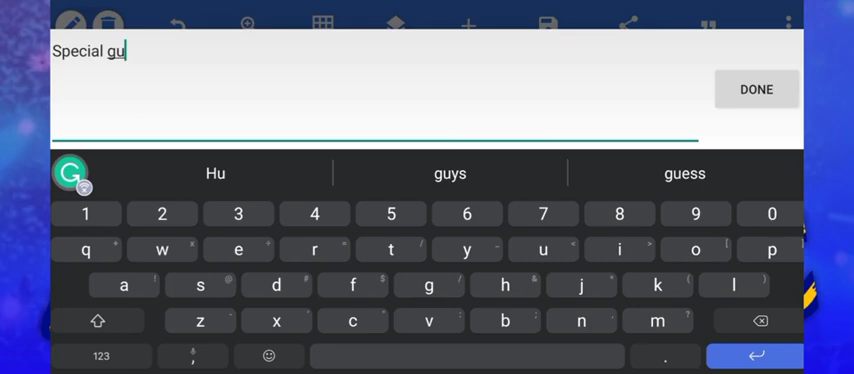 Special gu
DONE
Hu guys guess
1 2 3 4 5 6 7 8 9 0
q w e r t y u i o p
a s d f g h j k l
z x c v b n m
123 , .